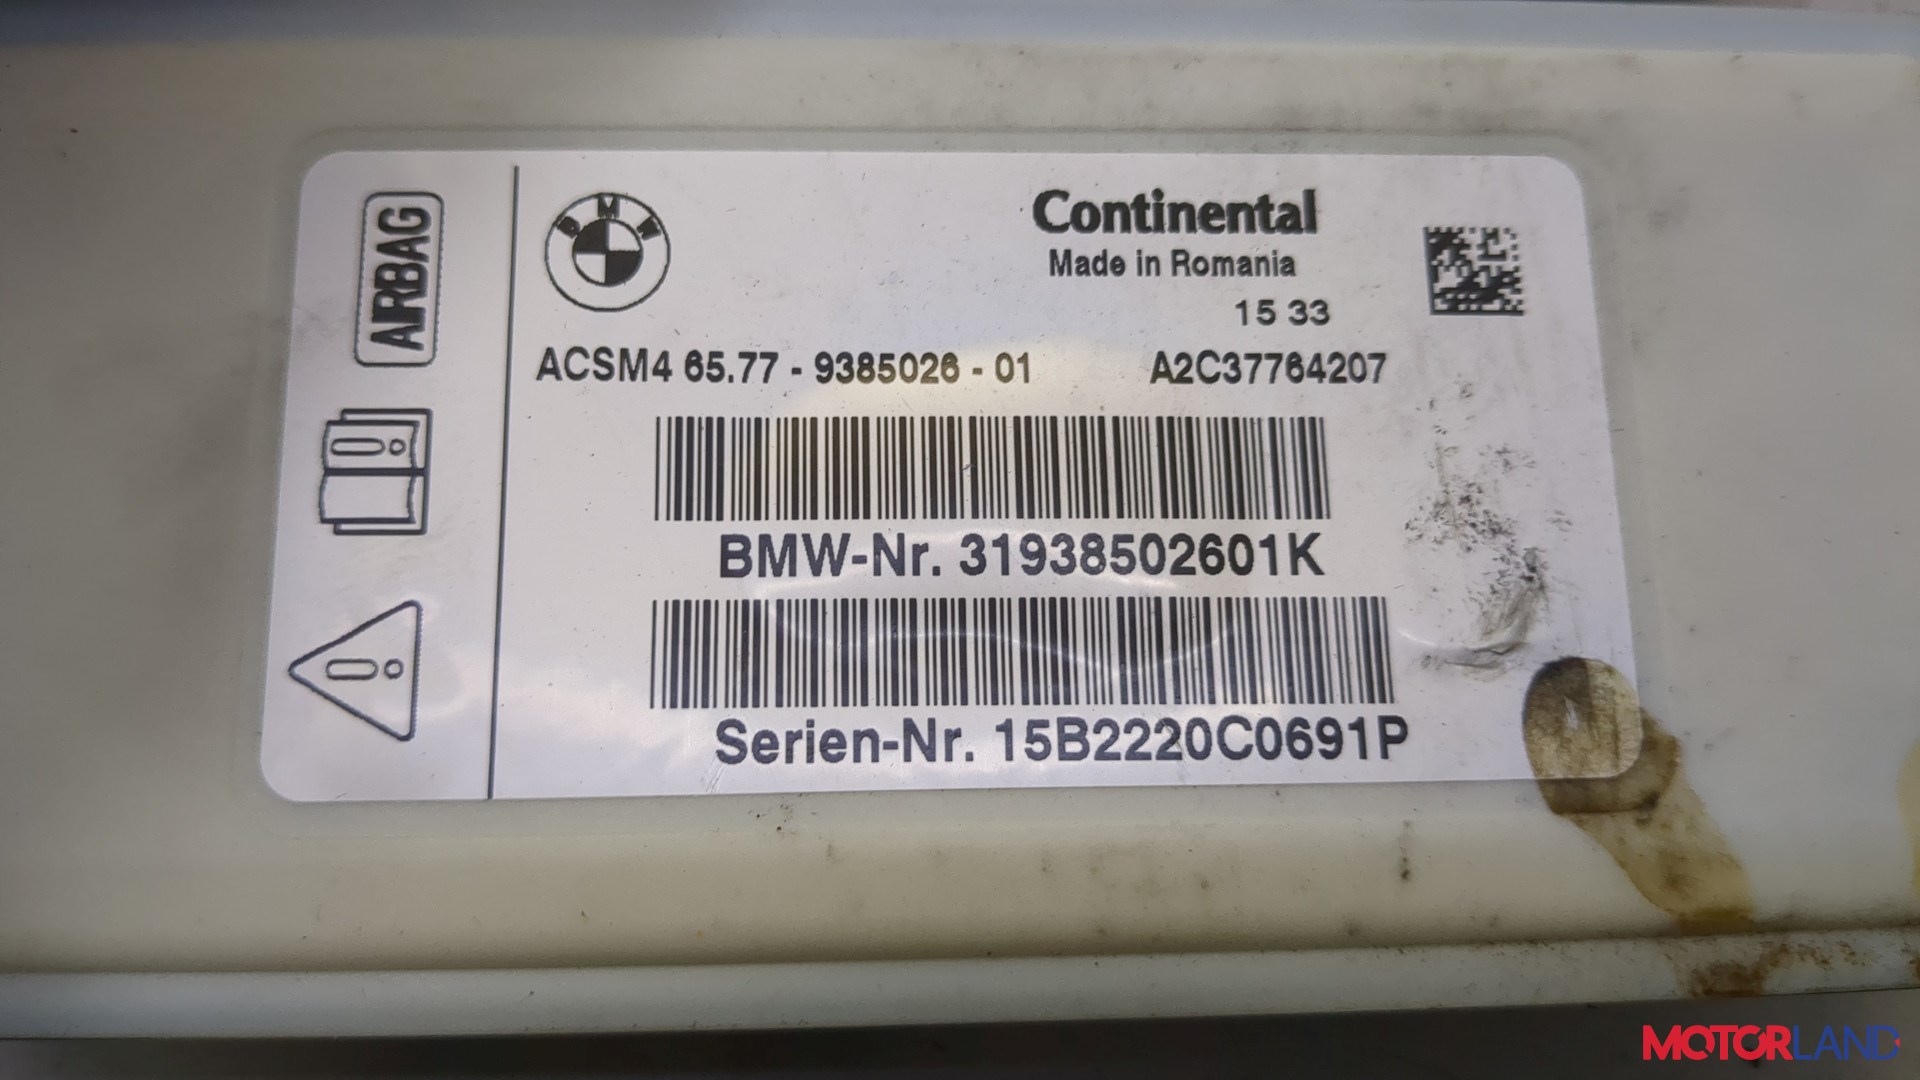 AIRBAG
BMW
Continental
Made in Romania
15 33
ACSM4 65.77 - 9385026 - 01 A2C37764207
BMW-Nr. 31938502601K
Serien-Nr. 15B2220C0691P
MOTORLAND